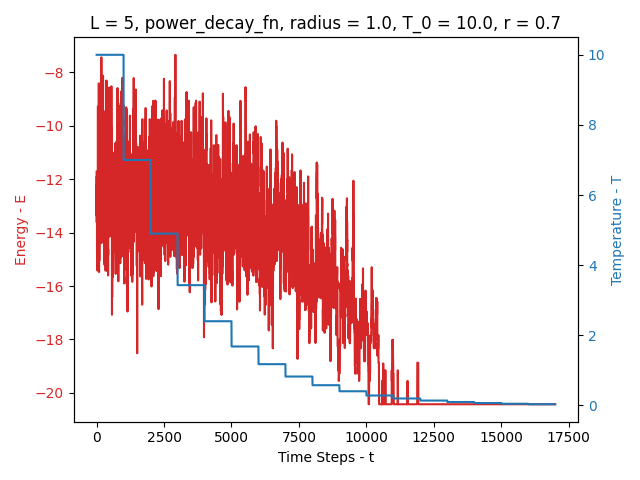 L = 5, power_decay_fn, radius = 1.0, T_0 = 10.0, r = 0.7
Energy - E
−8
−10
−12
−14
−16
−18
−20
10
8
6
4
2
0
Temperature - T
0 2500 5000 7500 10000 12500 15000 17500
Time Steps - t